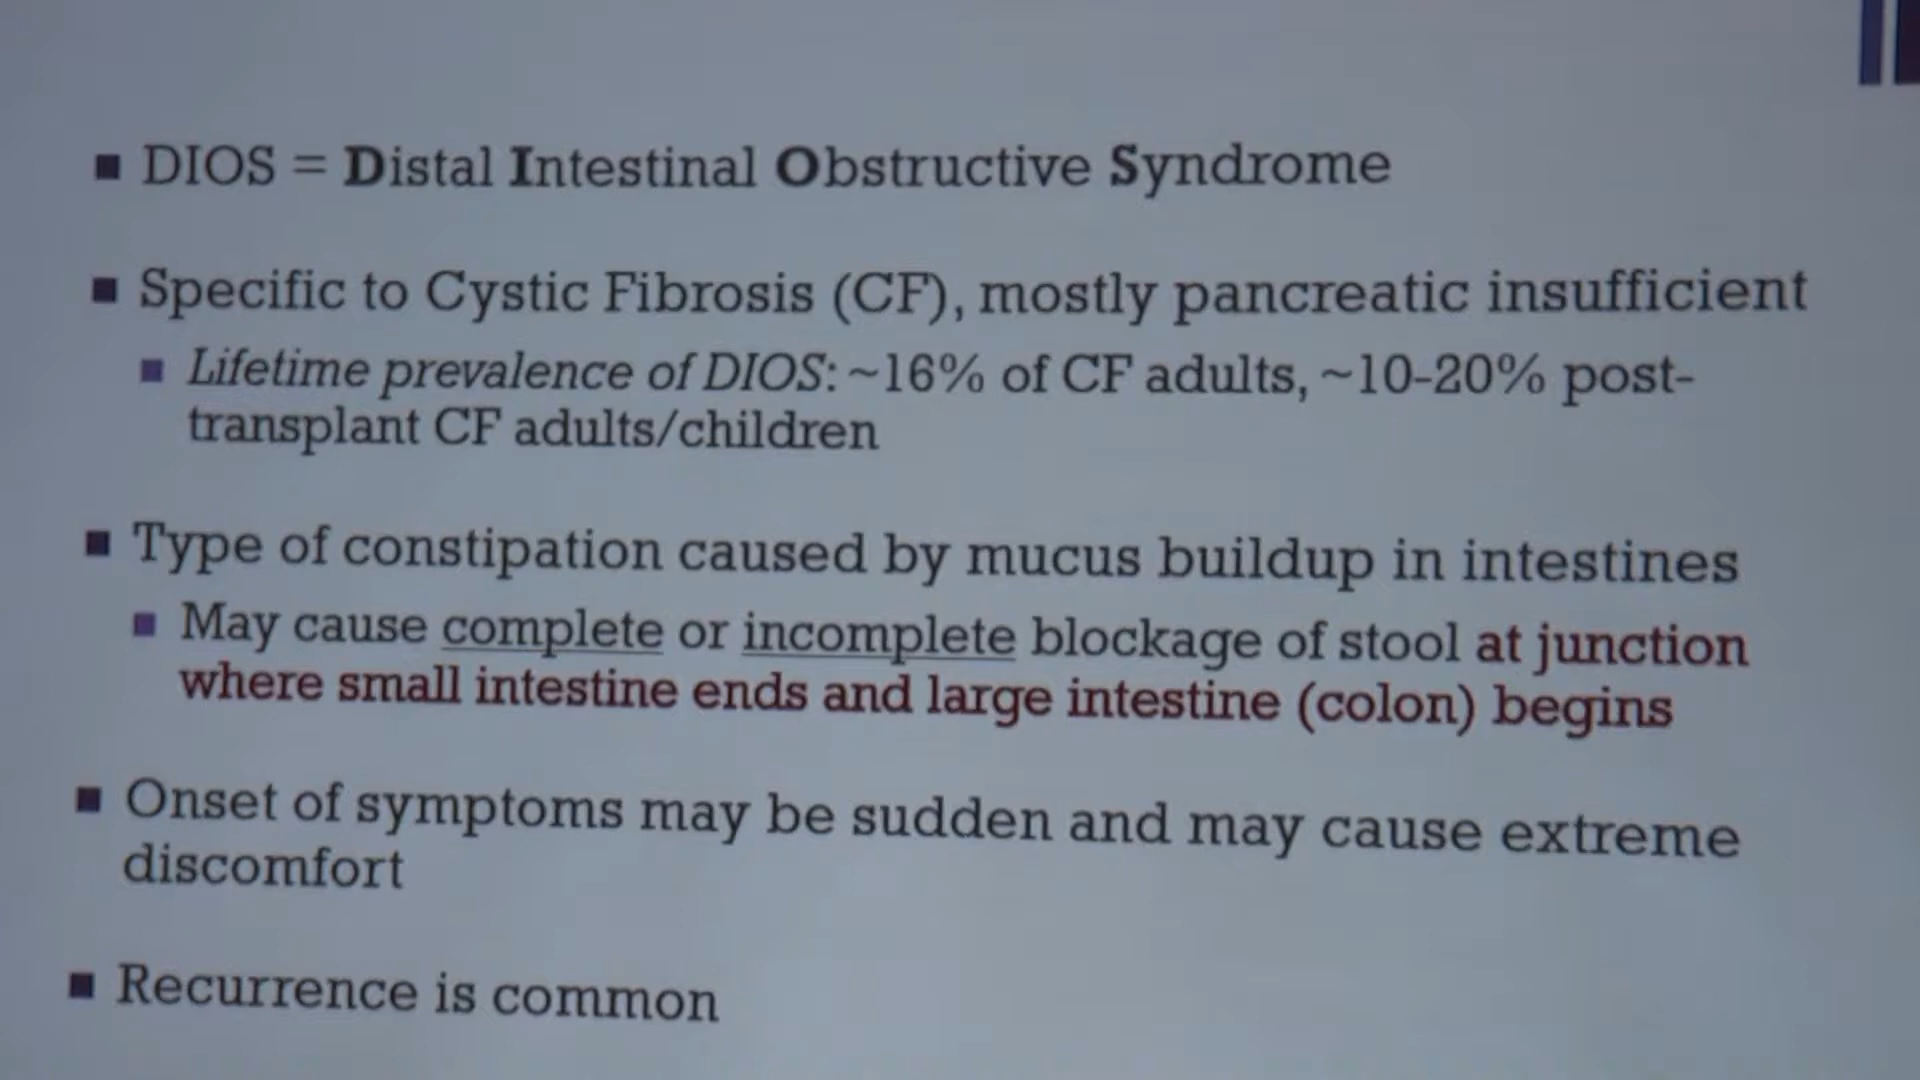 DIOS = Distal Intestinal Obstructive Syndrome
Specific to Cystic Fibrosis (CF), mostly pancreatic insufficient
Lifetime prevalence of DIOS: ~16% of CF adults, ~10-20% post-
transplant CF adults/children
Type of constipation caused by mucus buildup in intestines
May cause complete or incomplete blockage of stool at junction
where small intestine ends and large intestine (colon) begins
Onset of symptoms may be sudden and may cause extreme
discomfort
Recurrence is common